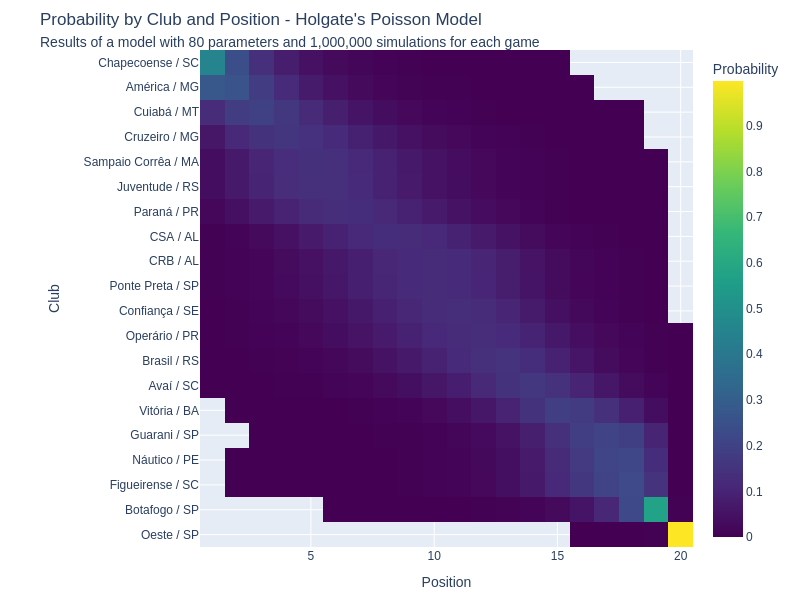 Probability by Club and Position - Holgate's Poisson Model
Results of a model with 80 parameters and 1,000,000 simulations for each game
Probability
Chapecoense / SC
América / MG
Cuiabá / MT
Cruzeiro / MG
Sampaio Corrêa / MA
Juventude / RS
Paraná / PR
CSA / AL
CRB / AL
Ponte Preta / SP
Confiança / SE
Operário / PR
Brasil / RS
Avaí / SC
Vitória / BA
Guarani / SP
Náutico / PE
Figueirense / SC
Botafogo / SP
Oeste / SP
Club
5
10
15
20
Position
0.9
0.8
0.7
0.6
0.5
0.4
0.3
0.2
0.1
0